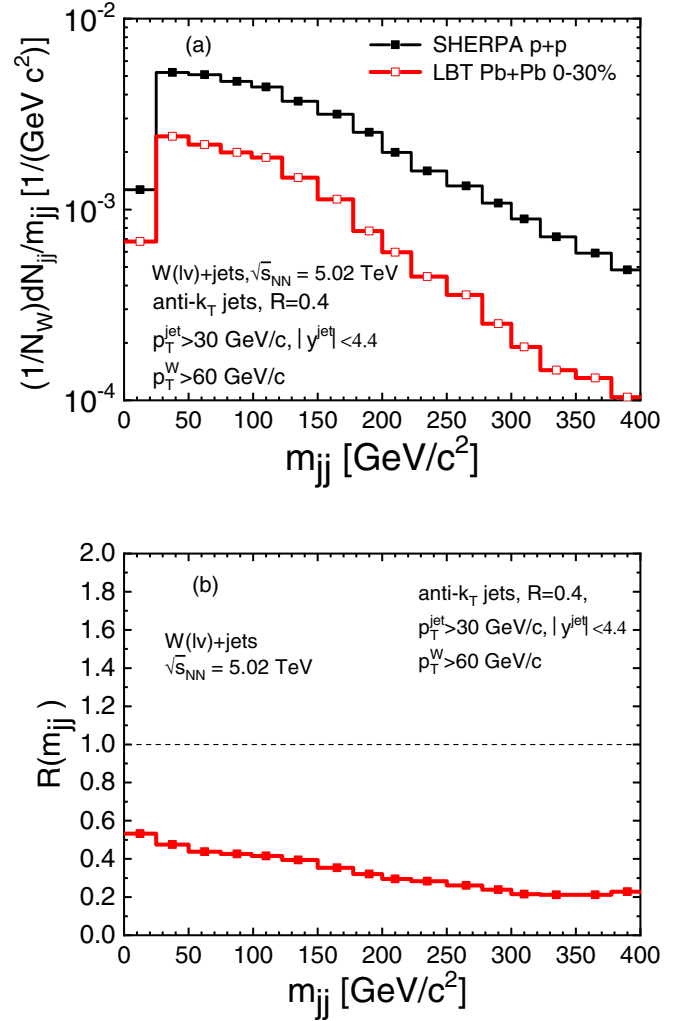 (a)
SHERPA p+p
LBT Pb+Pb 0-30%
(1/N_W)dN_jj/m_jj [1/(GeV c²)]
10⁻²
10⁻³
10⁻⁴
W(lv)+jets,√s_NN = 5.02 TeV
anti-k_T jets, R=0.4
p_T^jet>30 GeV/c, |y^jet|<4.4
p_T^W>60 GeV/c
0 50 100 150 200 250 300 350 400
m_jj [GeV/c²]
(b)
anti-k_T jets, R=0.4,
p_T^jet>30 GeV/c, |y^jet|<4.4
p_T^W>60 GeV/c
W(lv)+jets
√s_NN = 5.02 TeV
R(m_jj)
2.0
1.8
1.6
1.4
1.2
1.0
0.8
0.6
0.4
0.2
0.0
0 50 100 150 200 250 300 350 400
m_jj [GeV/c²]